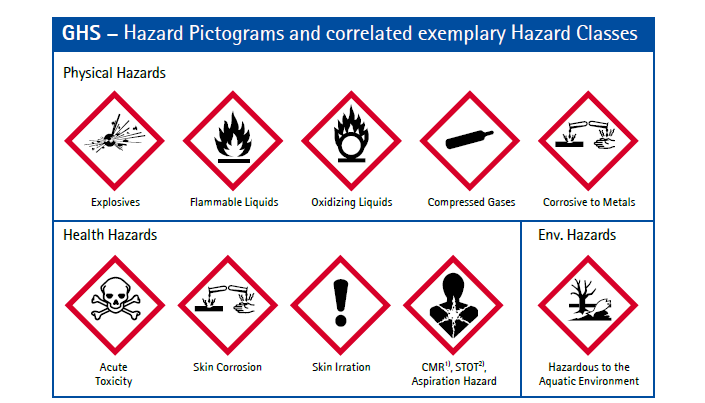 GHS – Hazard Pictograms and correlated exemplary Hazard Classes
Physical Hazards
Explosives
Flammable Liquids
Oxidizing Liquids
Compressed Gases
Corrosive to Metals
Health Hazards
Acute
Toxicity
Skin Corrosion
Skin Irration
CMR¹⁾, STOT²⁾,
Aspiration Hazard
Env. Hazards
Hazardous to the
Aquatic Environment